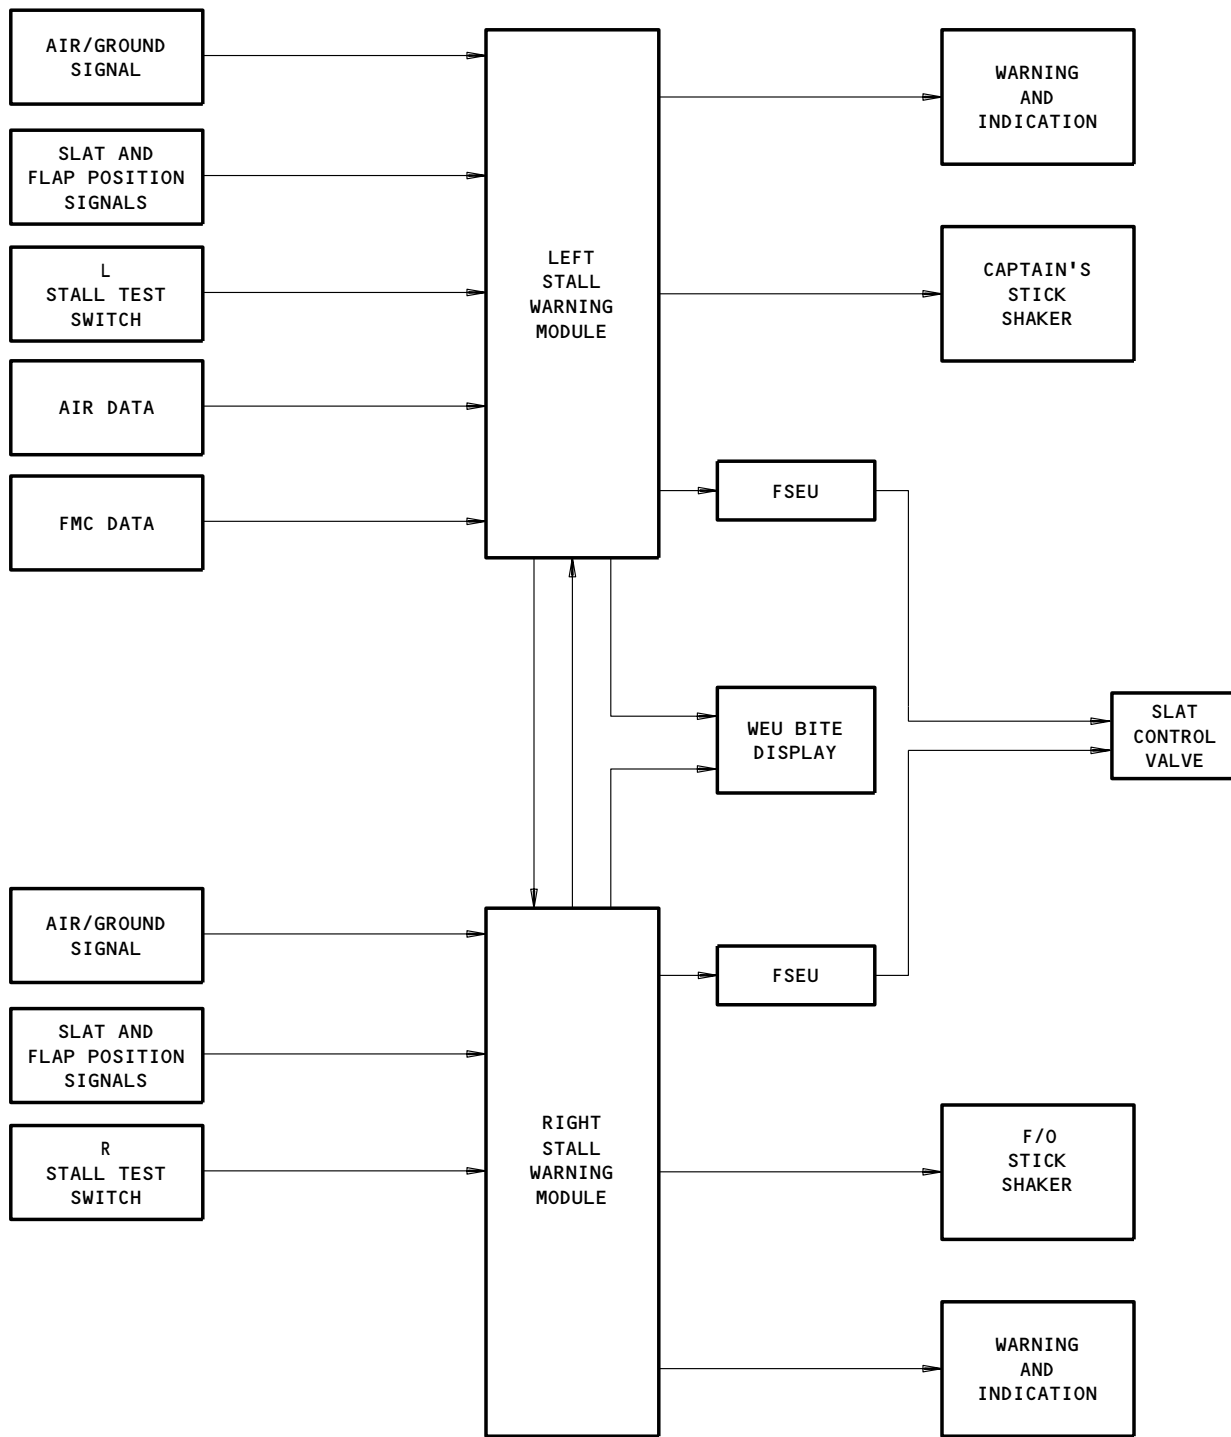 AIR/GROUND
SIGNAL
SLAT AND
FLAP POSITION
SIGNALS
L
STALL TEST
SWITCH
AIR DATA
FMC DATA
LEFT
STALL
WARNING
MODULE
WARNING
AND
INDICATION
CAPTAIN'S
STICK
SHAKER
FSEU
WEU BITE
DISPLAY
SLAT
CONTROL
VALVE
AIR/GROUND
SIGNAL
SLAT AND
FLAP POSITION
SIGNALS
R
STALL TEST
SWITCH
RIGHT
STALL
WARNING
MODULE
FSEU
F/O
STICK
SHAKER
WARNING
AND
INDICATION